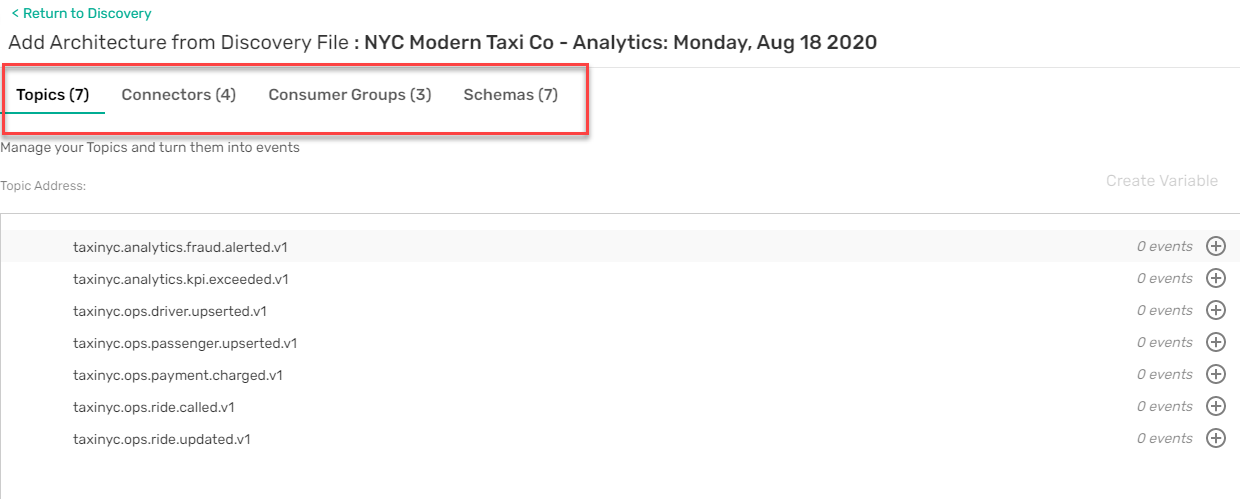 < Return to Discovery
Add Architecture from Discovery File : NYC Modern Taxi Co - Analytics: Monday, Aug 18 2020
Topics (7) Connectors (4) Consumer Groups (3) Schemas (7)
Manage your Topics and turn them into events
Topic Address: Create Variable
taxinyc.analytics.fraud.alerted.v1 0 events
taxinyc.analytics.kpi.exceeded.v1 0 events
taxinyc.ops.driver.upserted.v1 0 events
taxinyc.ops.passenger.upserted.v1 0 events
taxinyc.ops.payment.charged.v1 0 events
taxinyc.ops.ride.called.v1 0 events
taxinyc.ops.ride.updated.v1 0 events